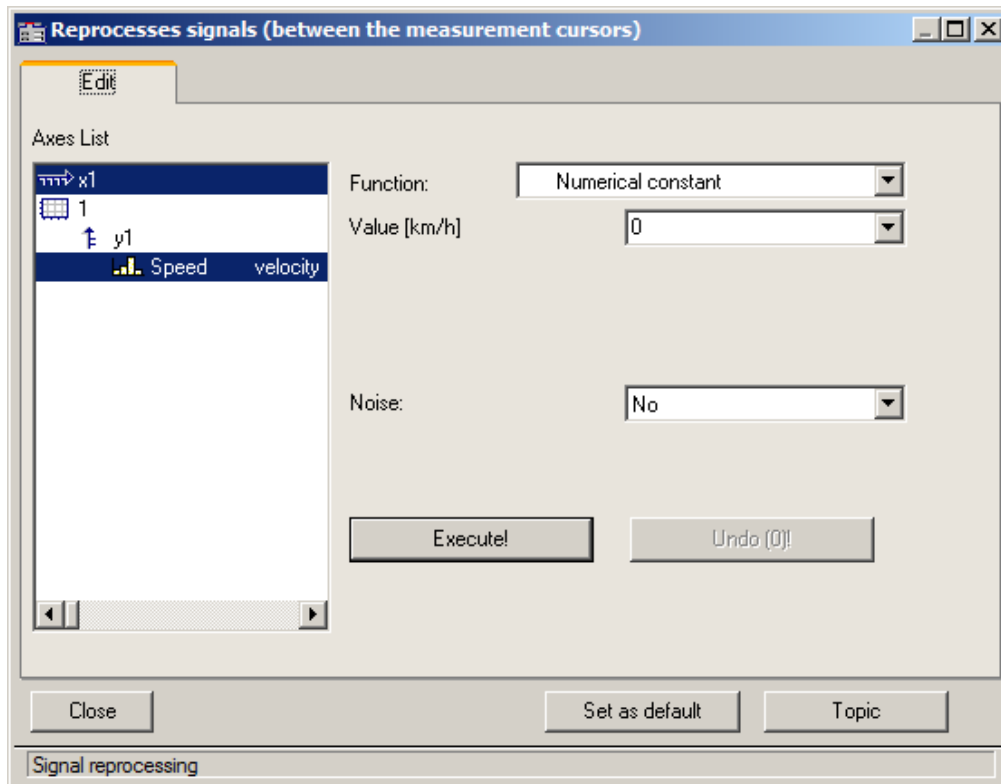 Reprocesses signals (between the measurement cursors)
Edit
Axes List
x1
1
y1
Speed velocity
Function: Numerical constant
Value [km/h] 0
Noise: No
Execute! Undo (0)!
Close Set as default Topic
Signal reprocessing